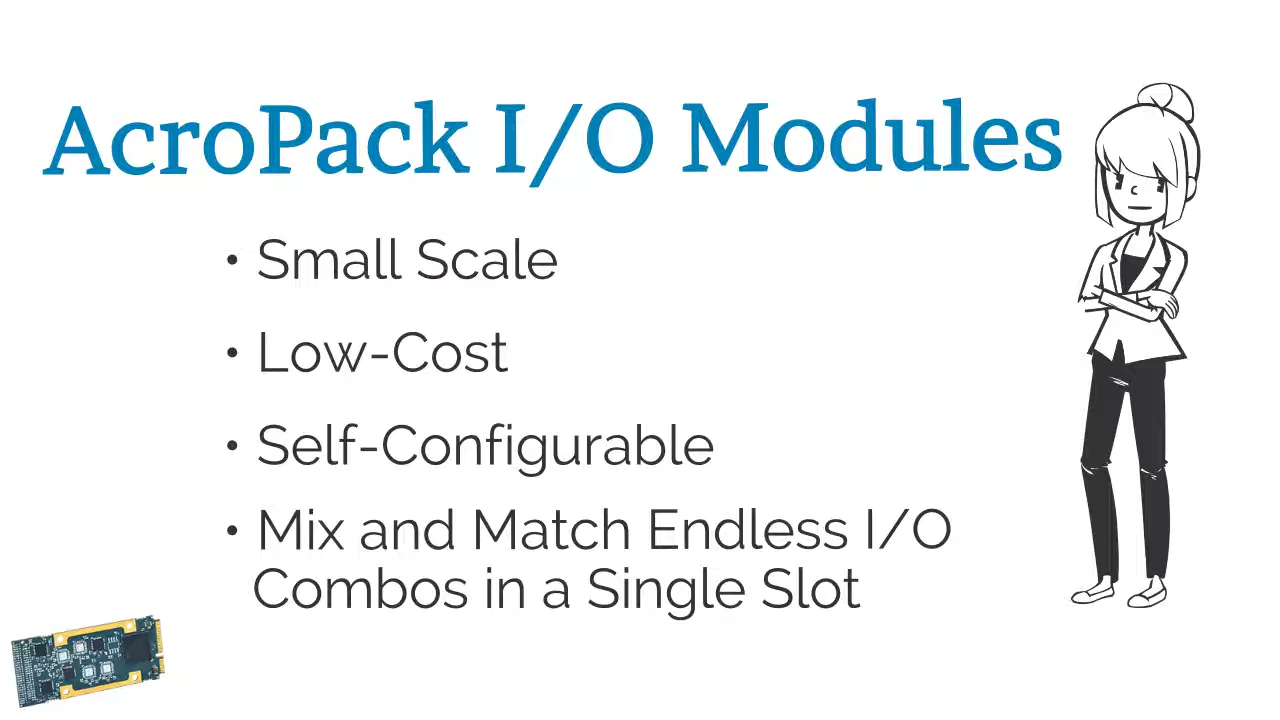 AcroPack I/O Modules
• Small Scale
• Low-Cost
• Self-Configurable
• Mix and Match Endless I/O
Combos in a Single Slot